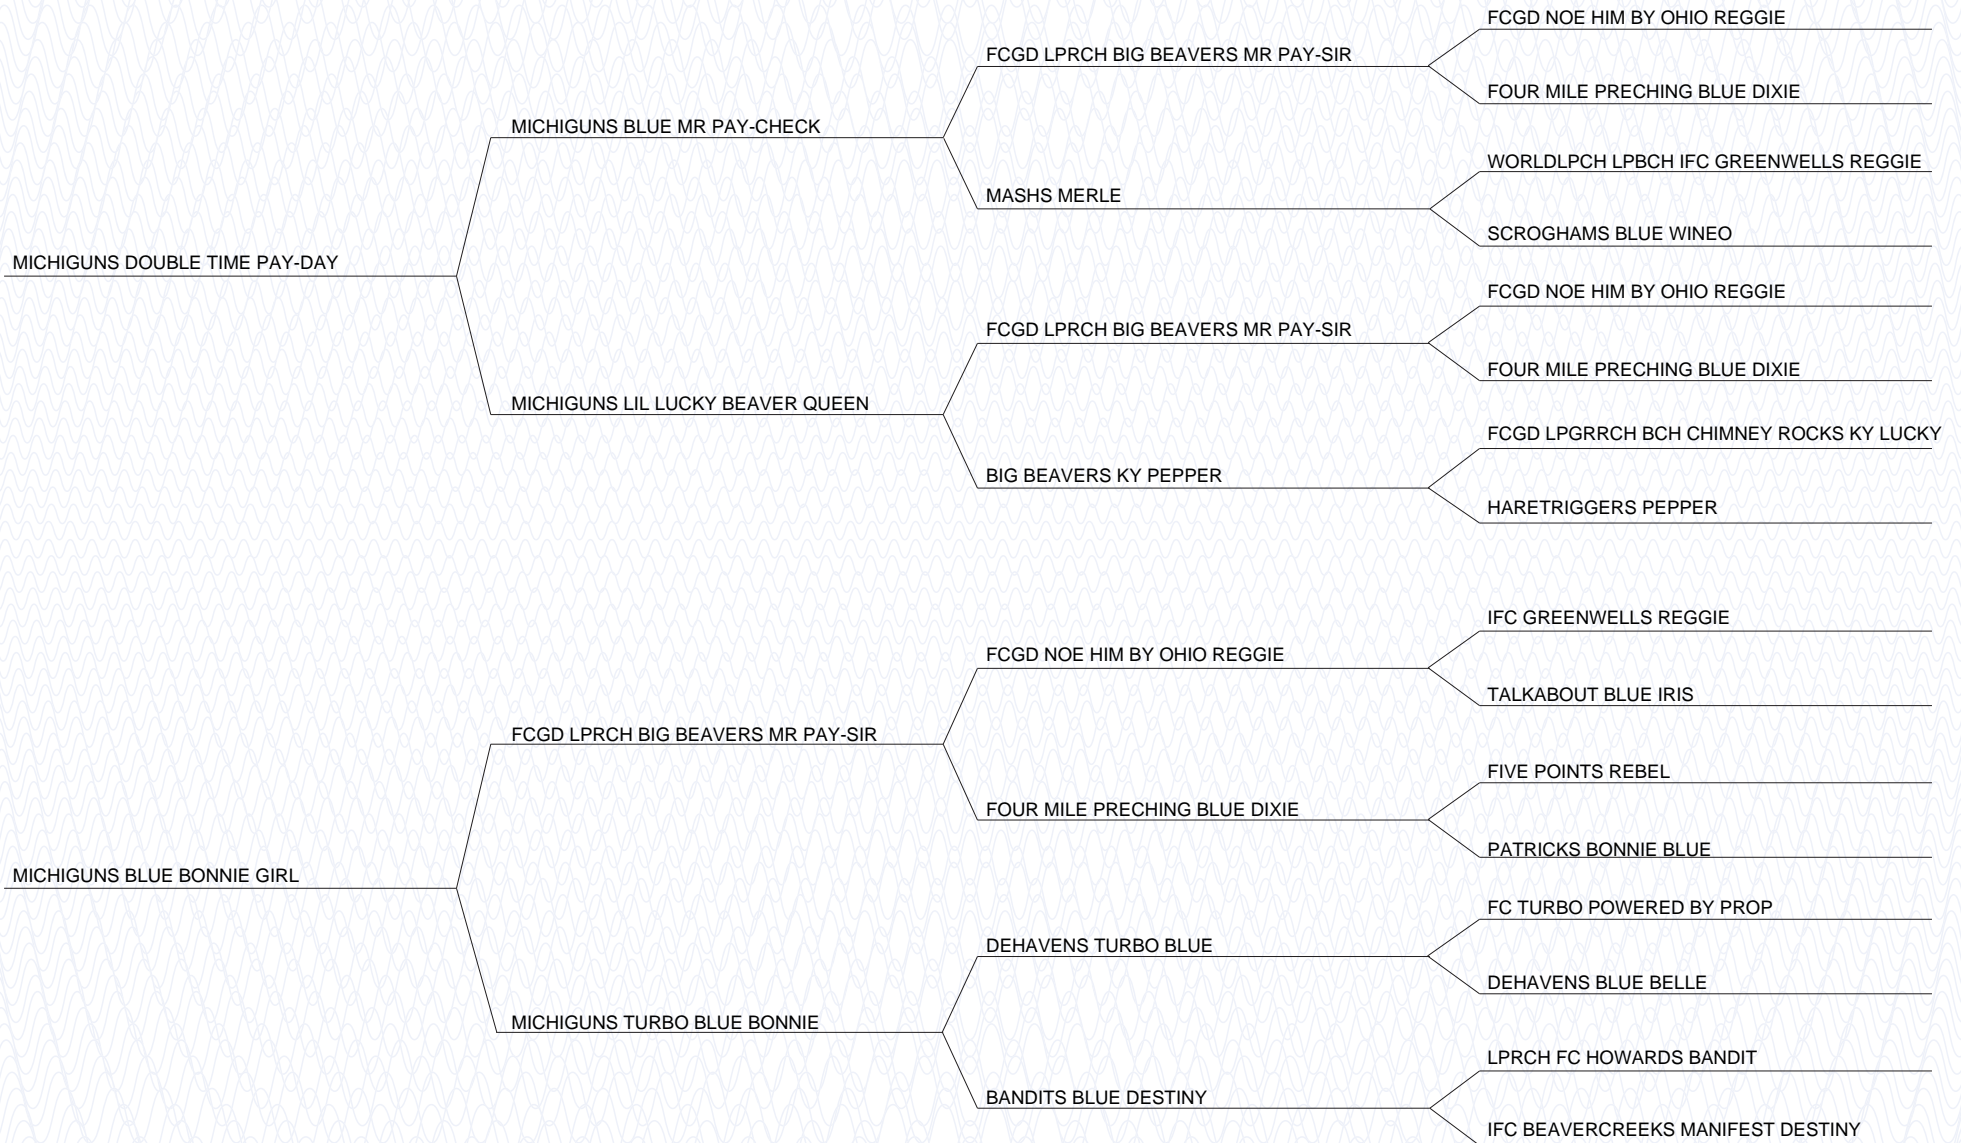 FCGD NOE HIM BY OHIO REGGIE
FCGD LPRCH BIG BEAVERS MR PAY-SIR
FOUR MILE PRECHING BLUE DIXIE
MICHIGUNS BLUE MR PAY-CHECK
WORLDLPCH LPBCH IFC GREENWELLS REGGIE
MASHS MERLE
SCROGHAMS BLUE WINEO
MICHIGUNS DOUBLE TIME PAY-DAY
FCGD NOE HIM BY OHIO REGGIE
FCGD LPRCH BIG BEAVERS MR PAY-SIR
FOUR MILE PRECHING BLUE DIXIE
MICHIGUNS LIL LUCKY BEAVER QUEEN
FCGD LPGRRCH BCH CHIMNEY ROCKS KY LUCKY
BIG BEAVERS KY PEPPER
HARETRIGGERS PEPPER
IFC GREENWELLS REGGIE
FCGD NOE HIM BY OHIO REGGIE
TALKABOUT BLUE IRIS
FCGD LPRCH BIG BEAVERS MR PAY-SIR
FIVE POINTS REBEL
FOUR MILE PRECHING BLUE DIXIE
PATRICKS BONNIE BLUE
MICHIGUNS BLUE BONNIE GIRL
FC TURBO POWERED BY PROP
DEHAVENS TURBO BLUE
DEHAVENS BLUE BELLE
MICHIGUNS TURBO BLUE BONNIE
LPRCH FC HOWARDS BANDIT
BANDITS BLUE DESTINY
IFC BEAVERCREEKS MANIFEST DESTINY